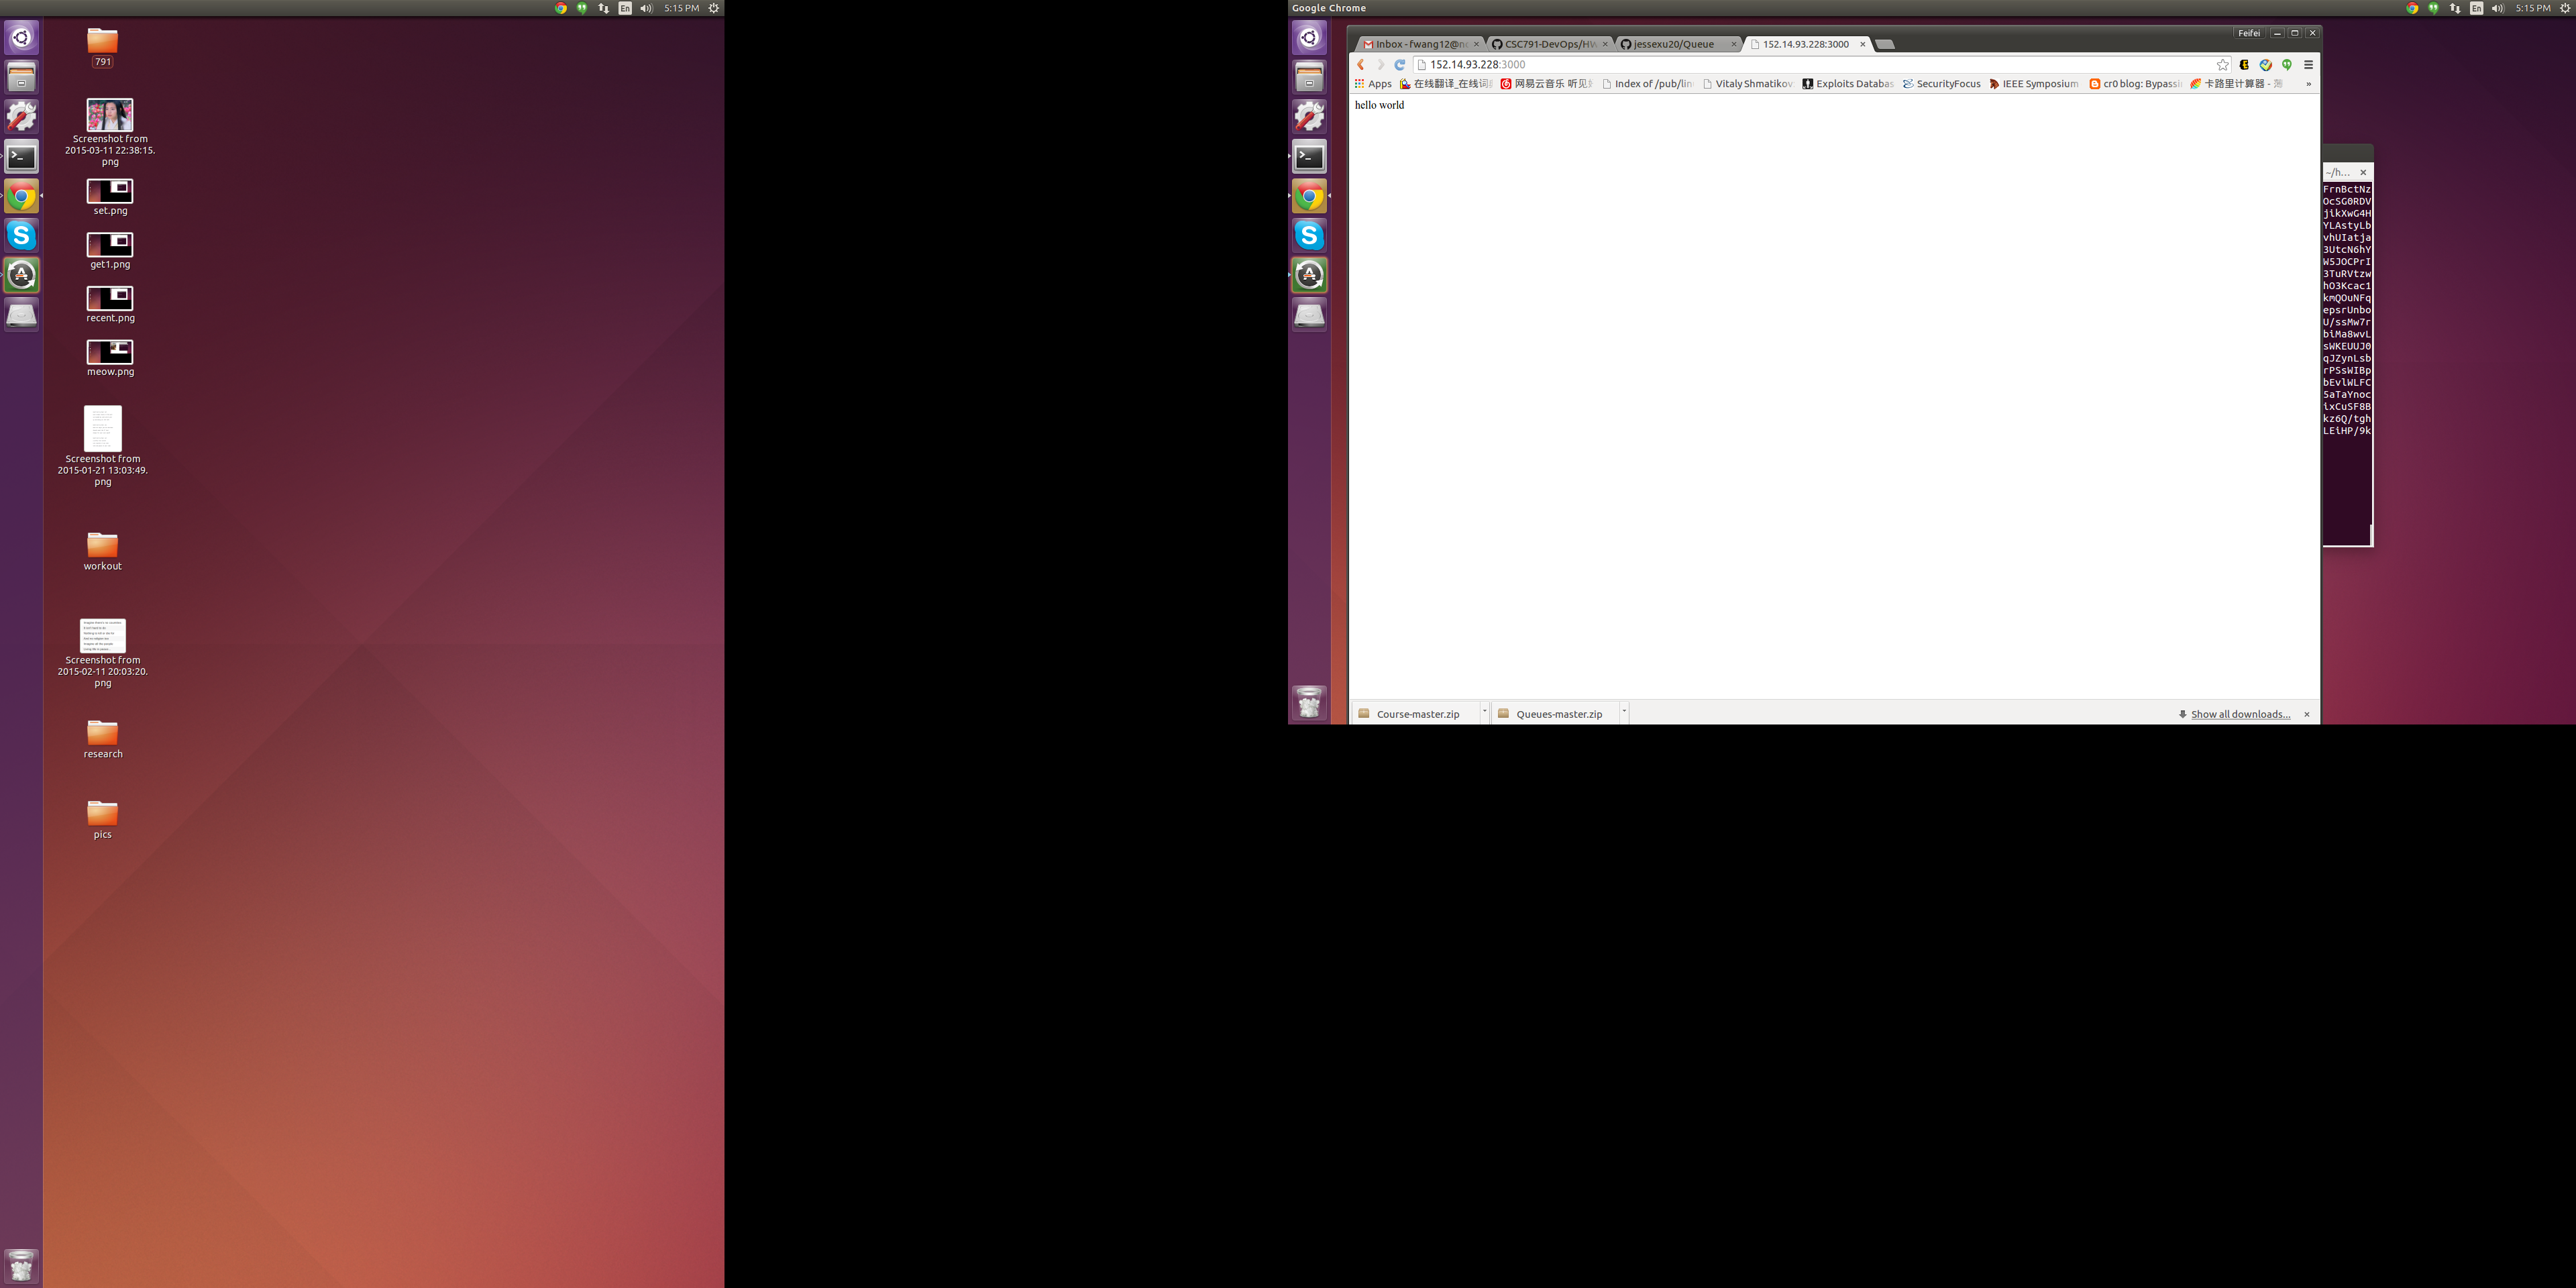 En 5:15 PM
791
Screenshot from
2015-03-11 22:38:15.
png
set.png
get1.png
recent.png
meow.png
Screenshot from
2015-01-21 13:03:49.
png
workout
Screenshot from
2015-02-11 20:03:20.
png
research
pics
Google Chrome
En 5:15 PM
Feifei
Inbox - fwang12@n
CSC791-DevOps/HW
jessexu20/Queue
152.14.93.228:3000
152.14.93.228:3000
Apps
在线翻译_在线词
网易云音乐 听见
Index of /pub/lin
Vitaly Shmatikov
Exploits Databas
SecurityFocus
IEEE Symposium
cr0 blog: Bypassi
卡路里计算器 -
»
hello world
~/h...
FrnBctNz
OcSG0RDV
jikXwG4H
YLAstyLb
vhUIatja
3UtcN6hY
W5JOCPrI
3TuRVtzw
hO3Kcac1
kmQOuNFq
epsrUnbo
U/ssMw7r
biMa8wvL
sWKEUUJ0
qJZynLsb
rPSsWIBp
bEvlWLFC
5aTaYnoc
ixCuSF8B
kz6Q/tgh
LEiHP/9k
Course-master.zip
Queues-master.zip
Show all downloads...